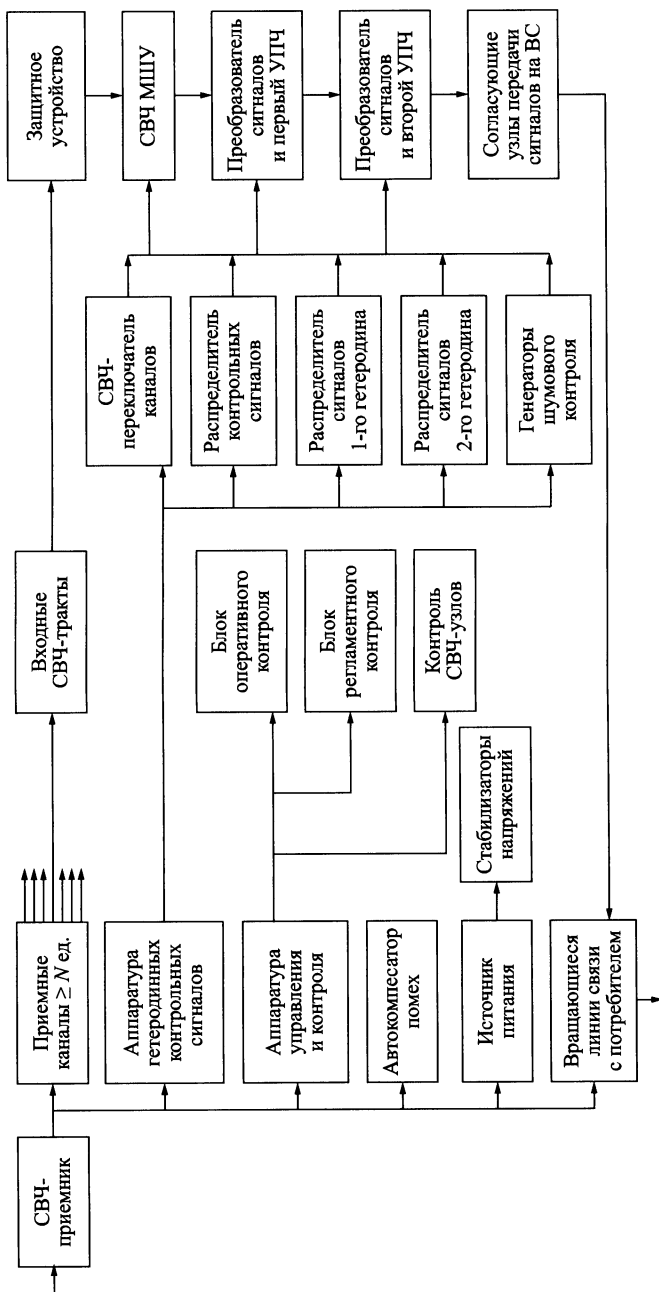 СВЧ-
приемник
Приемные
каналы ≥ N ед.
Аппаратура
гетеродинных
контрольных
сигналов
Аппаратура
управления
и контроля
Автокомпесатор
помех
Источник
питания
Вращающиеся
линии связи
с потребителем
Входные
СВЧ-тракты
Блок
оперативного
контроля
Блок
регламентного
контроля
Контроль
СВЧ-узлов
Стабилизаторы
напряжений
СВЧ-
переключатель
каналов
Распределитель
контрольных
сигналов
Распределитель
сигналов
1-го гетеродина
Распределитель
сигналов
2-го гетеродина
Генераторы
шумового
контроля
Защитное
устройство
СВЧ МШУ
Преобразователь
сигналов
и первый УПЧ
Преобразователь
сигналов
и второй УПЧ
Согласующие
узлы передачи
сигналов на ВС